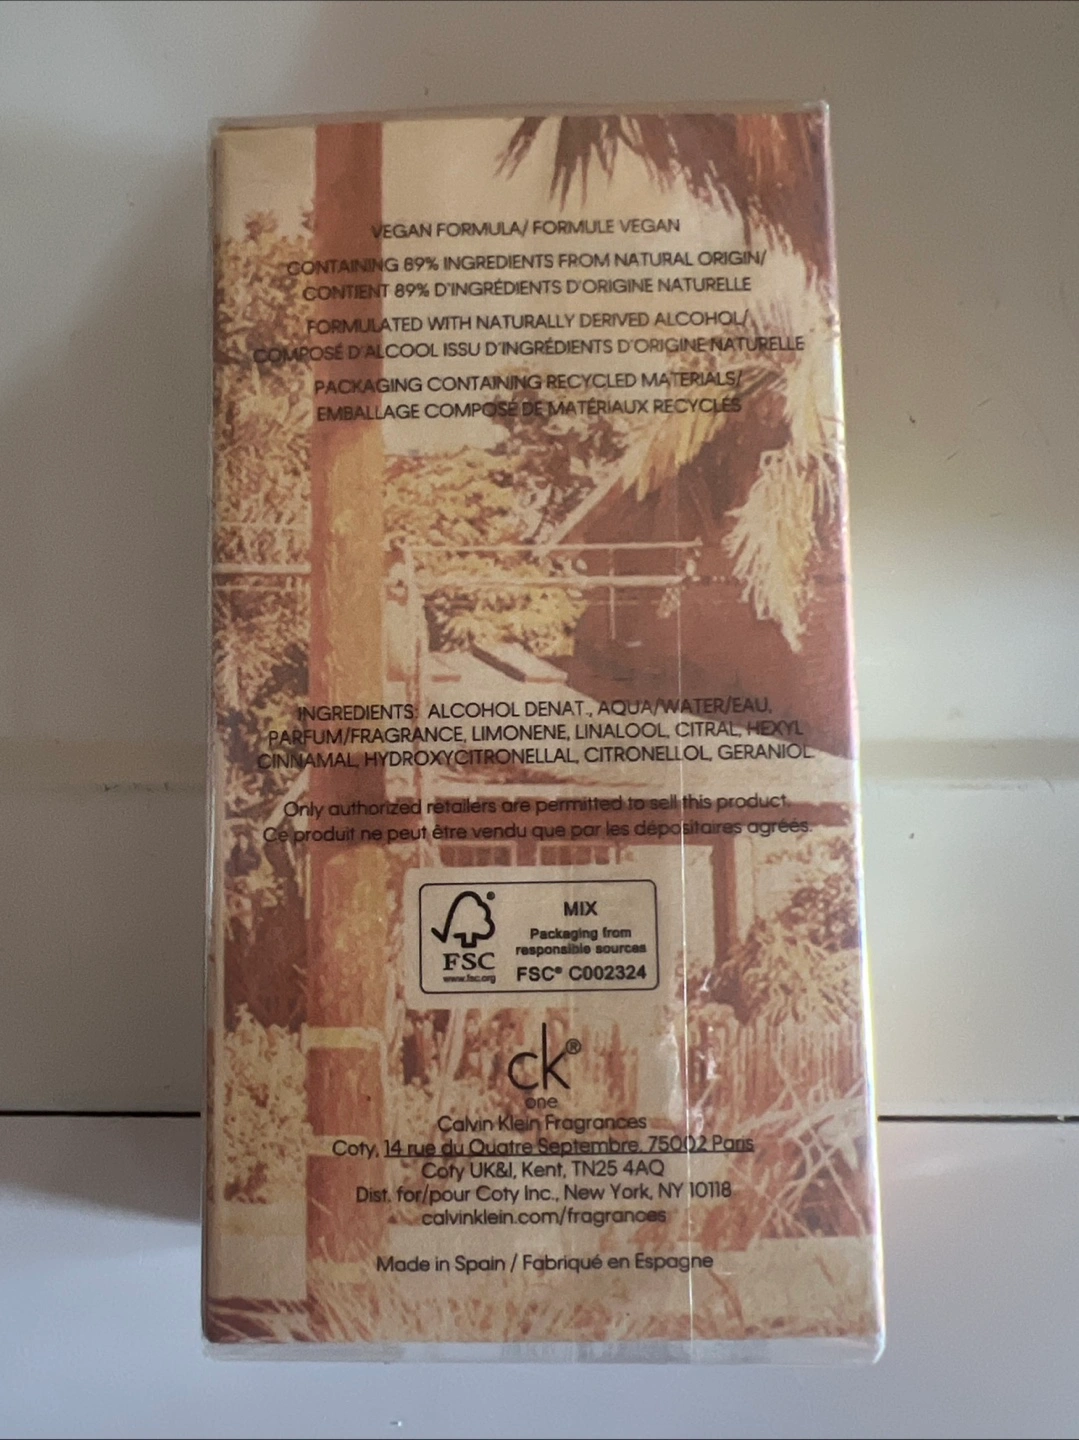 VEGAN FORMULA/ FORMULE VEGAN
CONTAINING 89% INGREDIENTS FROM NATURAL ORIGIN/
CONTIENT 89% D'INGRÉDIENTS D'ORIGINE NATURELLE
FORMULATED WITH NATURALLY DERIVED ALCOHOL/
COMPOSÉ D'ALCOOL ISSU D'INGRÉDIENTS D'ORIGINE NATURELLE
PACKAGING CONTAINING RECYCLED MATERIALS/
EMBALLAGE COMPOSÉ DE MATÉRIAUX RECYCLÉS
INGREDIENTS: ALCOHOL DENAT., AQUA/WATER/EAU,
PARFUM/FRAGRANCE, LIMONENE, LINALOOL, CITRAL, HEXYL
CINNAMAL, HYDROXYCITRONELLAL, CITRONELLOL, GERANIOL.
Only authorized retailers are permitted to sell this product.
Ce produit ne peut être vendu que par les dépositaires agréés.
FSC®
www.fsc.org
MIX
Packaging from
responsible sources
FSC® C002324
ck®
one
Calvin Klein Fragrances
Coty, 14 rue du Quatre Septembre, 75002 Paris
Coty UK&I, Kent, TN25 4AQ
Dist. for/pour Coty Inc., New York, NY 10118
calvinklein.com/fragrances
Made in Spain / Fabriqué en Espagne